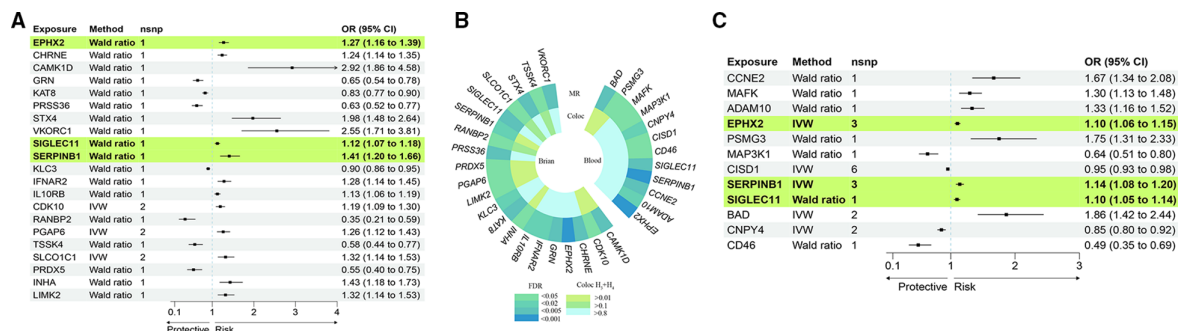 A
Exposure Method nsnp OR (95% CI)
EPHX2 Wald ratio 1 1.27 (1.16 to 1.39)
CHRNE Wald ratio 1 1.24 (1.14 to 1.35)
CAMK1D Wald ratio 1 2.92 (1.86 to 4.58)
GRN Wald ratio 1 0.65 (0.54 to 0.78)
KAT8 Wald ratio 1 0.83 (0.77 to 0.90)
PRSS36 Wald ratio 1 0.63 (0.52 to 0.77)
STX4 Wald ratio 1 1.98 (1.48 to 2.64)
VKORC1 Wald ratio 1 2.55 (1.71 to 3.81)
SIGLEC11 Wald ratio 1 1.12 (1.07 to 1.18)
SERPINB1 Wald ratio 1 1.41 (1.20 to 1.66)
KLC3 Wald ratio 1 0.90 (0.86 to 0.95)
IFNAR2 Wald ratio 1 1.28 (1.14 to 1.45)
IL10RB Wald ratio 1 1.13 (1.06 to 1.19)
CDK10 IVW 2 1.19 (1.09 to 1.30)
RANBP2 Wald ratio 1 0.35 (0.21 to 0.59)
PGAP6 IVW 2 1.26 (1.12 to 1.43)
TSSK4 Wald ratio 1 0.58 (0.44 to 0.77)
SLCO1C1 IVW 2 1.32 (1.14 to 1.53)
PRDX5 Wald ratio 1 0.55 (0.40 to 0.75)
INHA Wald ratio 1 1.43 (1.18 to 1.73)
LIMK2 Wald ratio 1 1.32 (1.14 to 1.53)
0.1 1 2 3 4
Protective Risk
B
VKORC1
TSSK4
STX4
SLCO1C1
SIGLEC11
SERPINB1
RANBP2
PRSS36
PRDX5
PGAP6
LIMK2
KLC3
KAT8
INHA
IL10RB
IFNAR2
GRN
EPHX2
CHRNE
CDK10
CAMK1D
BAD
PSMG3
MAFK
MAP3K1
CNPY4
CISD1
CD46
SIGLEC11
SERPINB1
CCNE2
ADAM10
EPHX2
MR
Coloc
Brian
Blood
FDR
<0.05
<0.02
<0.005
<0.001
Coloc H3+H4
>0.01
>0.1
>0.8
C
Exposure Method nsnp OR (95% CI)
CCNE2 Wald ratio 1 1.67 (1.34 to 2.08)
MAFK Wald ratio 1 1.30 (1.13 to 1.48)
ADAM10 Wald ratio 1 1.33 (1.16 to 1.52)
EPHX2 IVW 3 1.10 (1.06 to 1.15)
PSMG3 Wald ratio 1 1.75 (1.31 to 2.33)
MAP3K1 Wald ratio 1 0.64 (0.51 to 0.80)
CISD1 IVW 6 0.95 (0.93 to 0.98)
SERPINB1 IVW 3 1.14 (1.08 to 1.20)
SIGLEC11 Wald ratio 1 1.10 (1.05 to 1.14)
BAD IVW 2 1.86 (1.42 to 2.44)
CNPY4 IVW 2 0.85 (0.80 to 0.92)
CD46 Wald ratio 1 0.49 (0.35 to 0.69)
0.1 1 2 3
Protective Risk